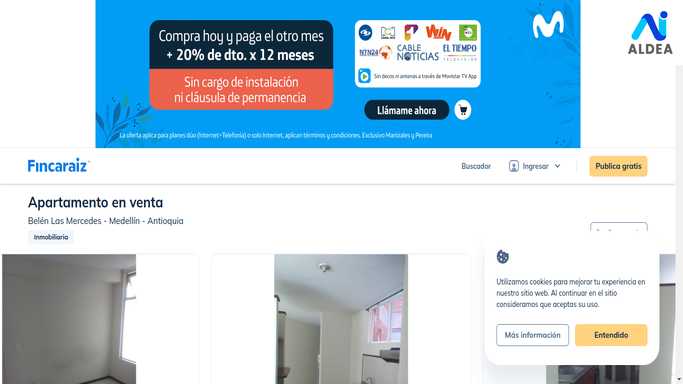 Compra hoy y paga el otro mes
+ 20% de dto. x 12 meses
Sin cargo de instalación
ni cláusula de permanencia
WIN
NTN24
CABLE
NOTICIAS
EL TIEMPO
TELEVISIÓN
Sin decos ni antenas a través de Movistar TV App
Llámame ahora
La oferta aplica para planes dúo (Internet+Telefonía) o solo Internet, aplican términos y condiciones. Exclusivo Manizales y Pereira
ALDEA
Fincaraiz
Buscador
Ingresar
Publica gratis
Apartamento en venta
Belén Las Mercedes - Medellín - Antioquia
Inmobiliaria
Utilizamos cookies para mejorar tu experiencia en
nuestro sitio web. Al continuar en el sitio
consideramos que aceptas su uso.
Más información
Entendido